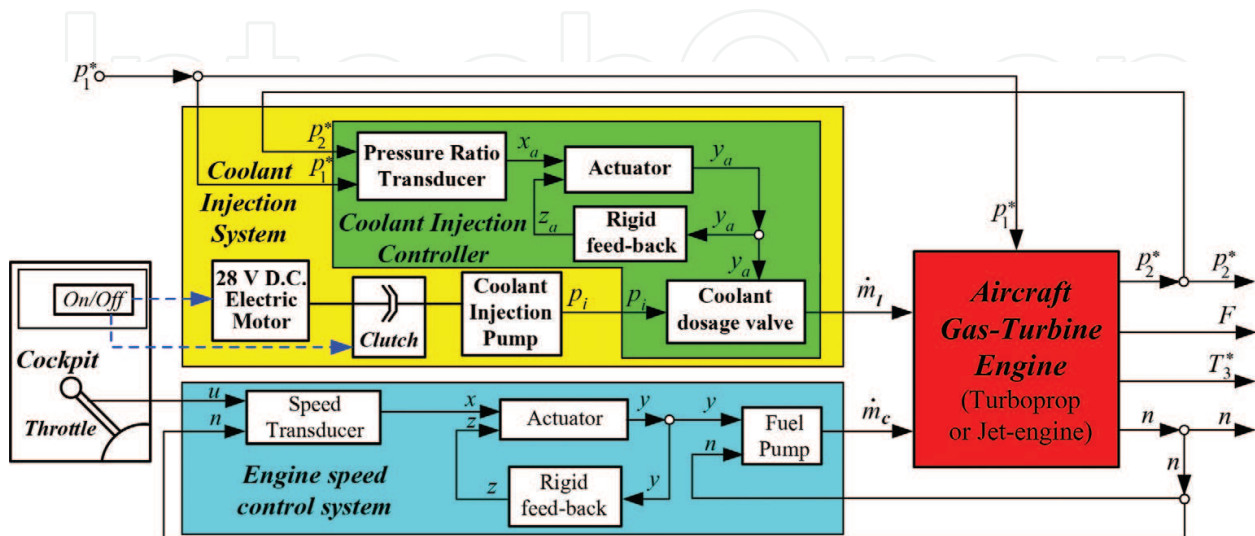 IntechOpen
p₁*
p₂*
p₁*
Coolant
Injection
System
Pressure Ratio
Transducer
xₐ
Actuator
yₐ
zₐ
Rigid
feed-back
yₐ
yₐ
Coolant Injection
Controller
p₁*
On/Off
28 V D.C.
Electric
Motor
Clutch
Coolant
Injection
Pump
pᵢ
pᵢ
Coolant
dosage valve
ṁₗ
Aircraft
Gas-Turbine
Engine
(Turboprop
or Jet-engine)
p₂*
p₂*
F
T₃*
n
n
n
Cockpit
Throttle
u
n
Speed
Transducer
x
z
Actuator
y
y
n
Fuel
Pump
ṁ꜀
z
Rigid
feed-back
y
Engine speed
control system